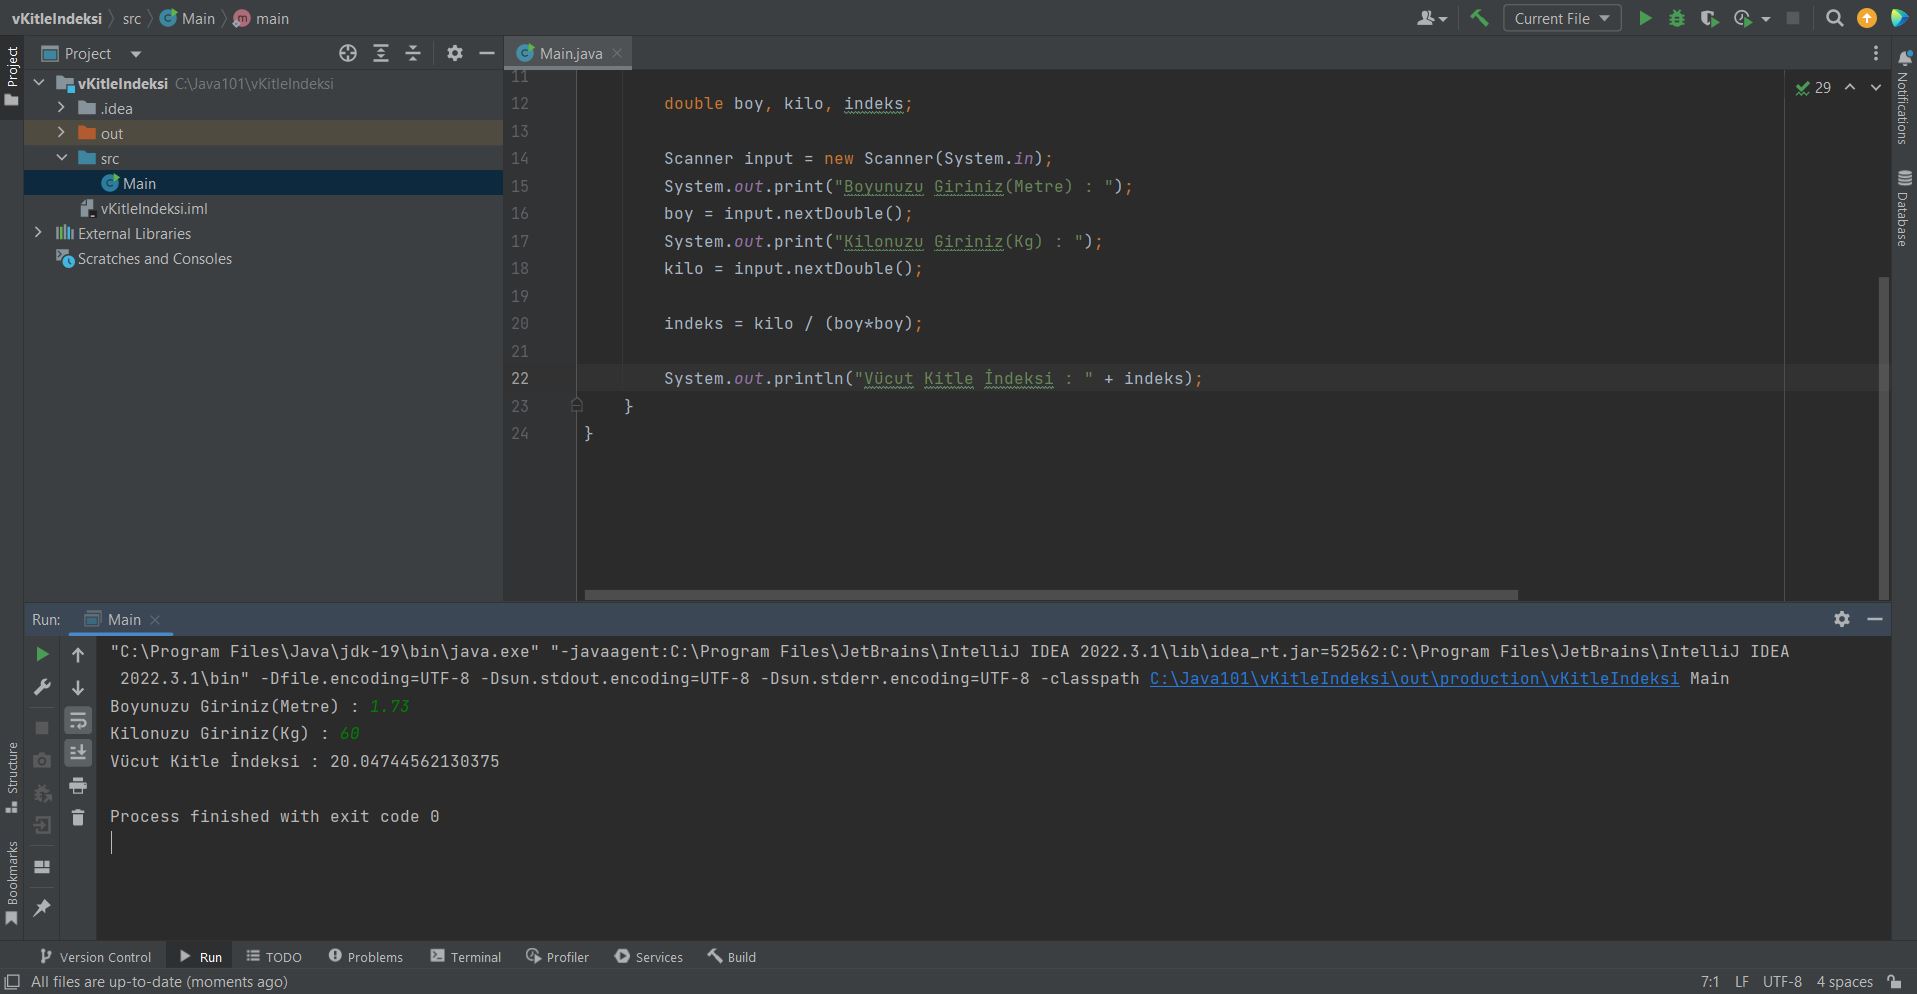 vKitleIndeksi src Main main
Current File
Project
Main.java
vKitleIndeksi C:\Java101\vKitleIndeksi
.idea
out
src
Main
vKitleIndeksi.iml
External Libraries
Scratches and Consoles
Project
Structure
Bookmarks
Notifications
Database
29
11
12 double boy, kilo, indeks;
13
14 Scanner input = new Scanner(System.in);
15 System.out.print("Boyunuzu Giriniz(Metre) : ");
16 boy = input.nextDouble();
17 System.out.print("Kilonuzu Giriniz(Kg) : ");
18 kilo = input.nextDouble();
19
20 indeks = kilo / (boy*boy);
21
22 System.out.println("Vücut Kitle İndeksi : " + indeks);
23 }
24 }
Run: Main
"C:\Program Files\Java\jdk-19\bin\java.exe" "-javaagent:C:\Program Files\JetBrains\IntelliJ IDEA 2022.3.1\lib\idea_rt.jar=52562:C:\Program Files\JetBrains\IntelliJ IDEA
2022.3.1\bin" -Dfile.encoding=UTF-8 -Dsun.stdout.encoding=UTF-8 -Dsun.stderr.encoding=UTF-8 -classpath C:\Java101\vKitleIndeksi\out\production\vKitleIndeksi Main
Boyunuzu Giriniz(Metre) : 1.73
Kilonuzu Giriniz(Kg) : 60
Vücut Kitle İndeksi : 20.04744562130375
Process finished with exit code 0
Version Control Run TODO Problems Terminal Profiler Services Build
All files are up-to-date (moments ago) 7:1 LF UTF-8 4 spaces